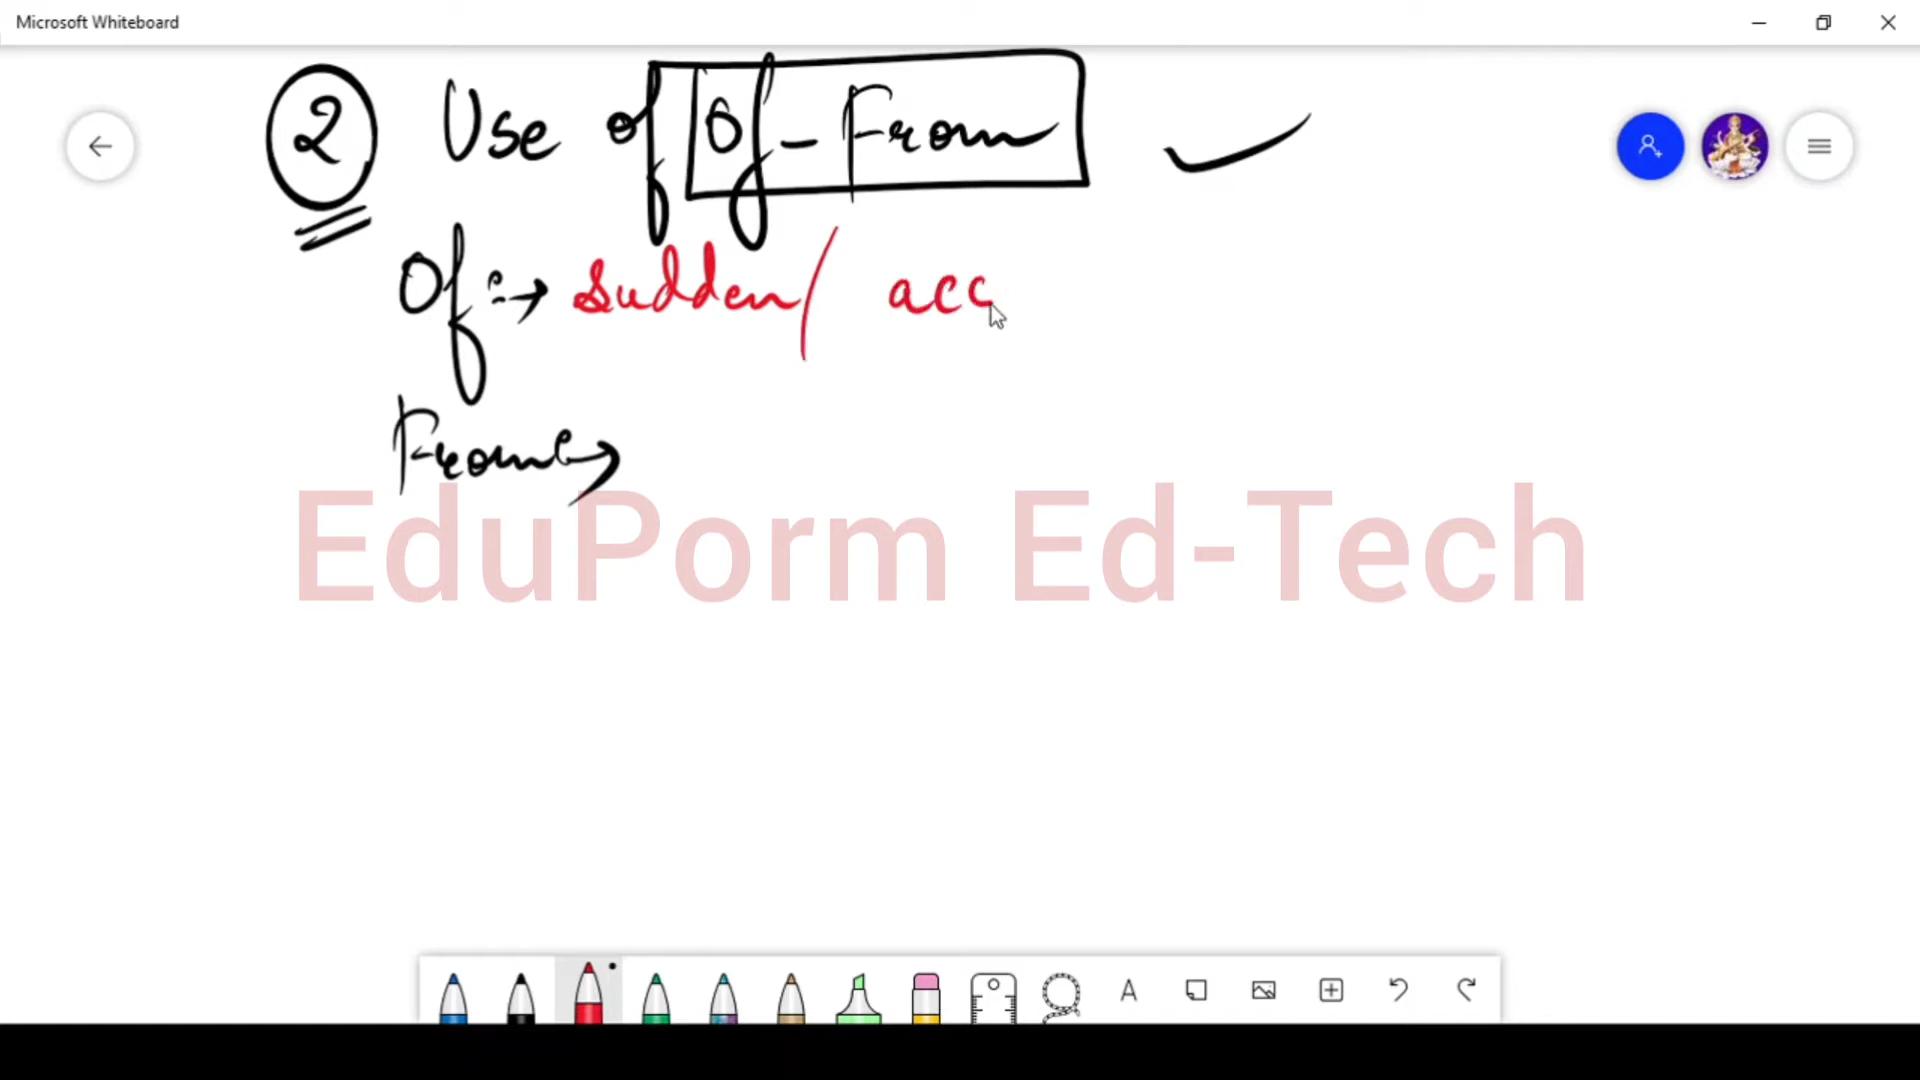 Microsoft Whiteboard
2 Use of Of - From
Of :→ sudden/ acc
From :→
EduPorm Ed-Tech